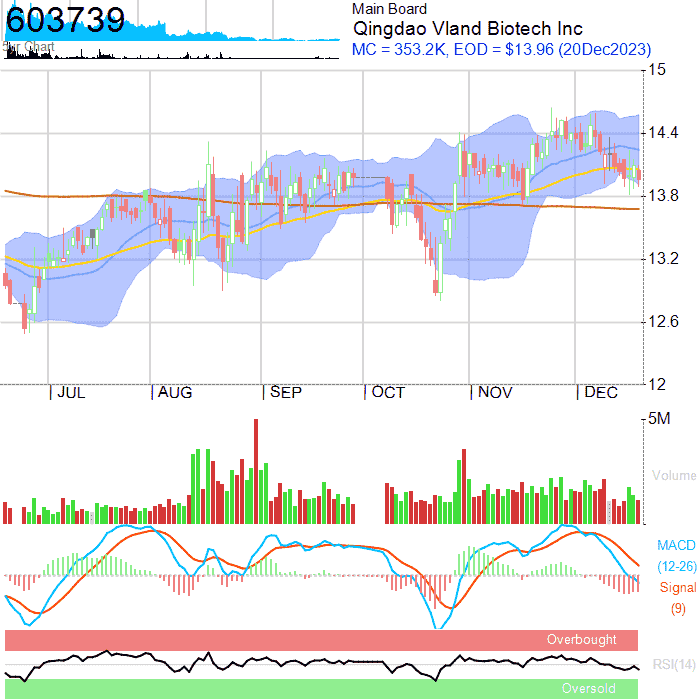 603739
5yr Chart
Main Board
Qingdao Vland Biotech Inc
MC = 353.2K, EOD = $13.96 (20Dec2023)
15
14.4
13.8
13.2
12.6
12
JUL
AUG
SEP
OCT
NOV
DEC
5M
Volume
MACD
(12-26)
Signal
(9)
Overbought
RSI(14)
Oversold